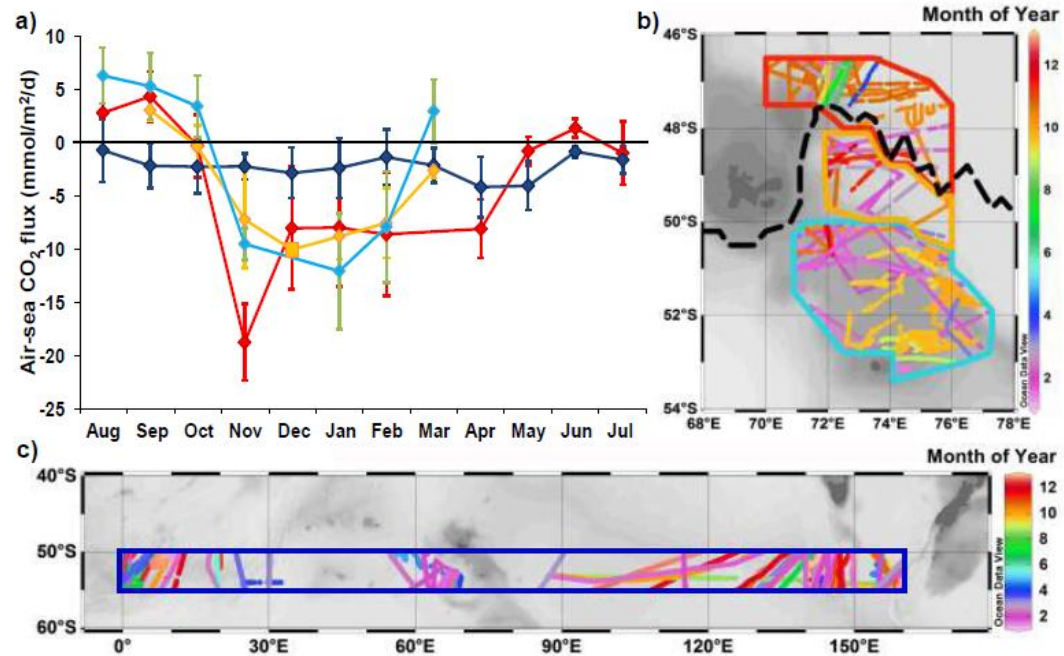 a)
Air-sea CO2 flux (mmol/m2/d)
10
5
0
-5
-10
-15
-20
-25
Aug Sep Oct Nov Dec Jan Feb Mar Apr May Jun Jul
b)
Month of Year
46°S
48°S
50°S
52°S
54°S
68°E 70°E 72°E 74°E 76°E 78°E
12
10
8
6
4
2
Ocean Data View
c)
Month of Year
40°S
50°S
60°S
0° 30°E 60°E 90°E 120°E 150°E
12
10
8
6
4
2
Ocean Data View